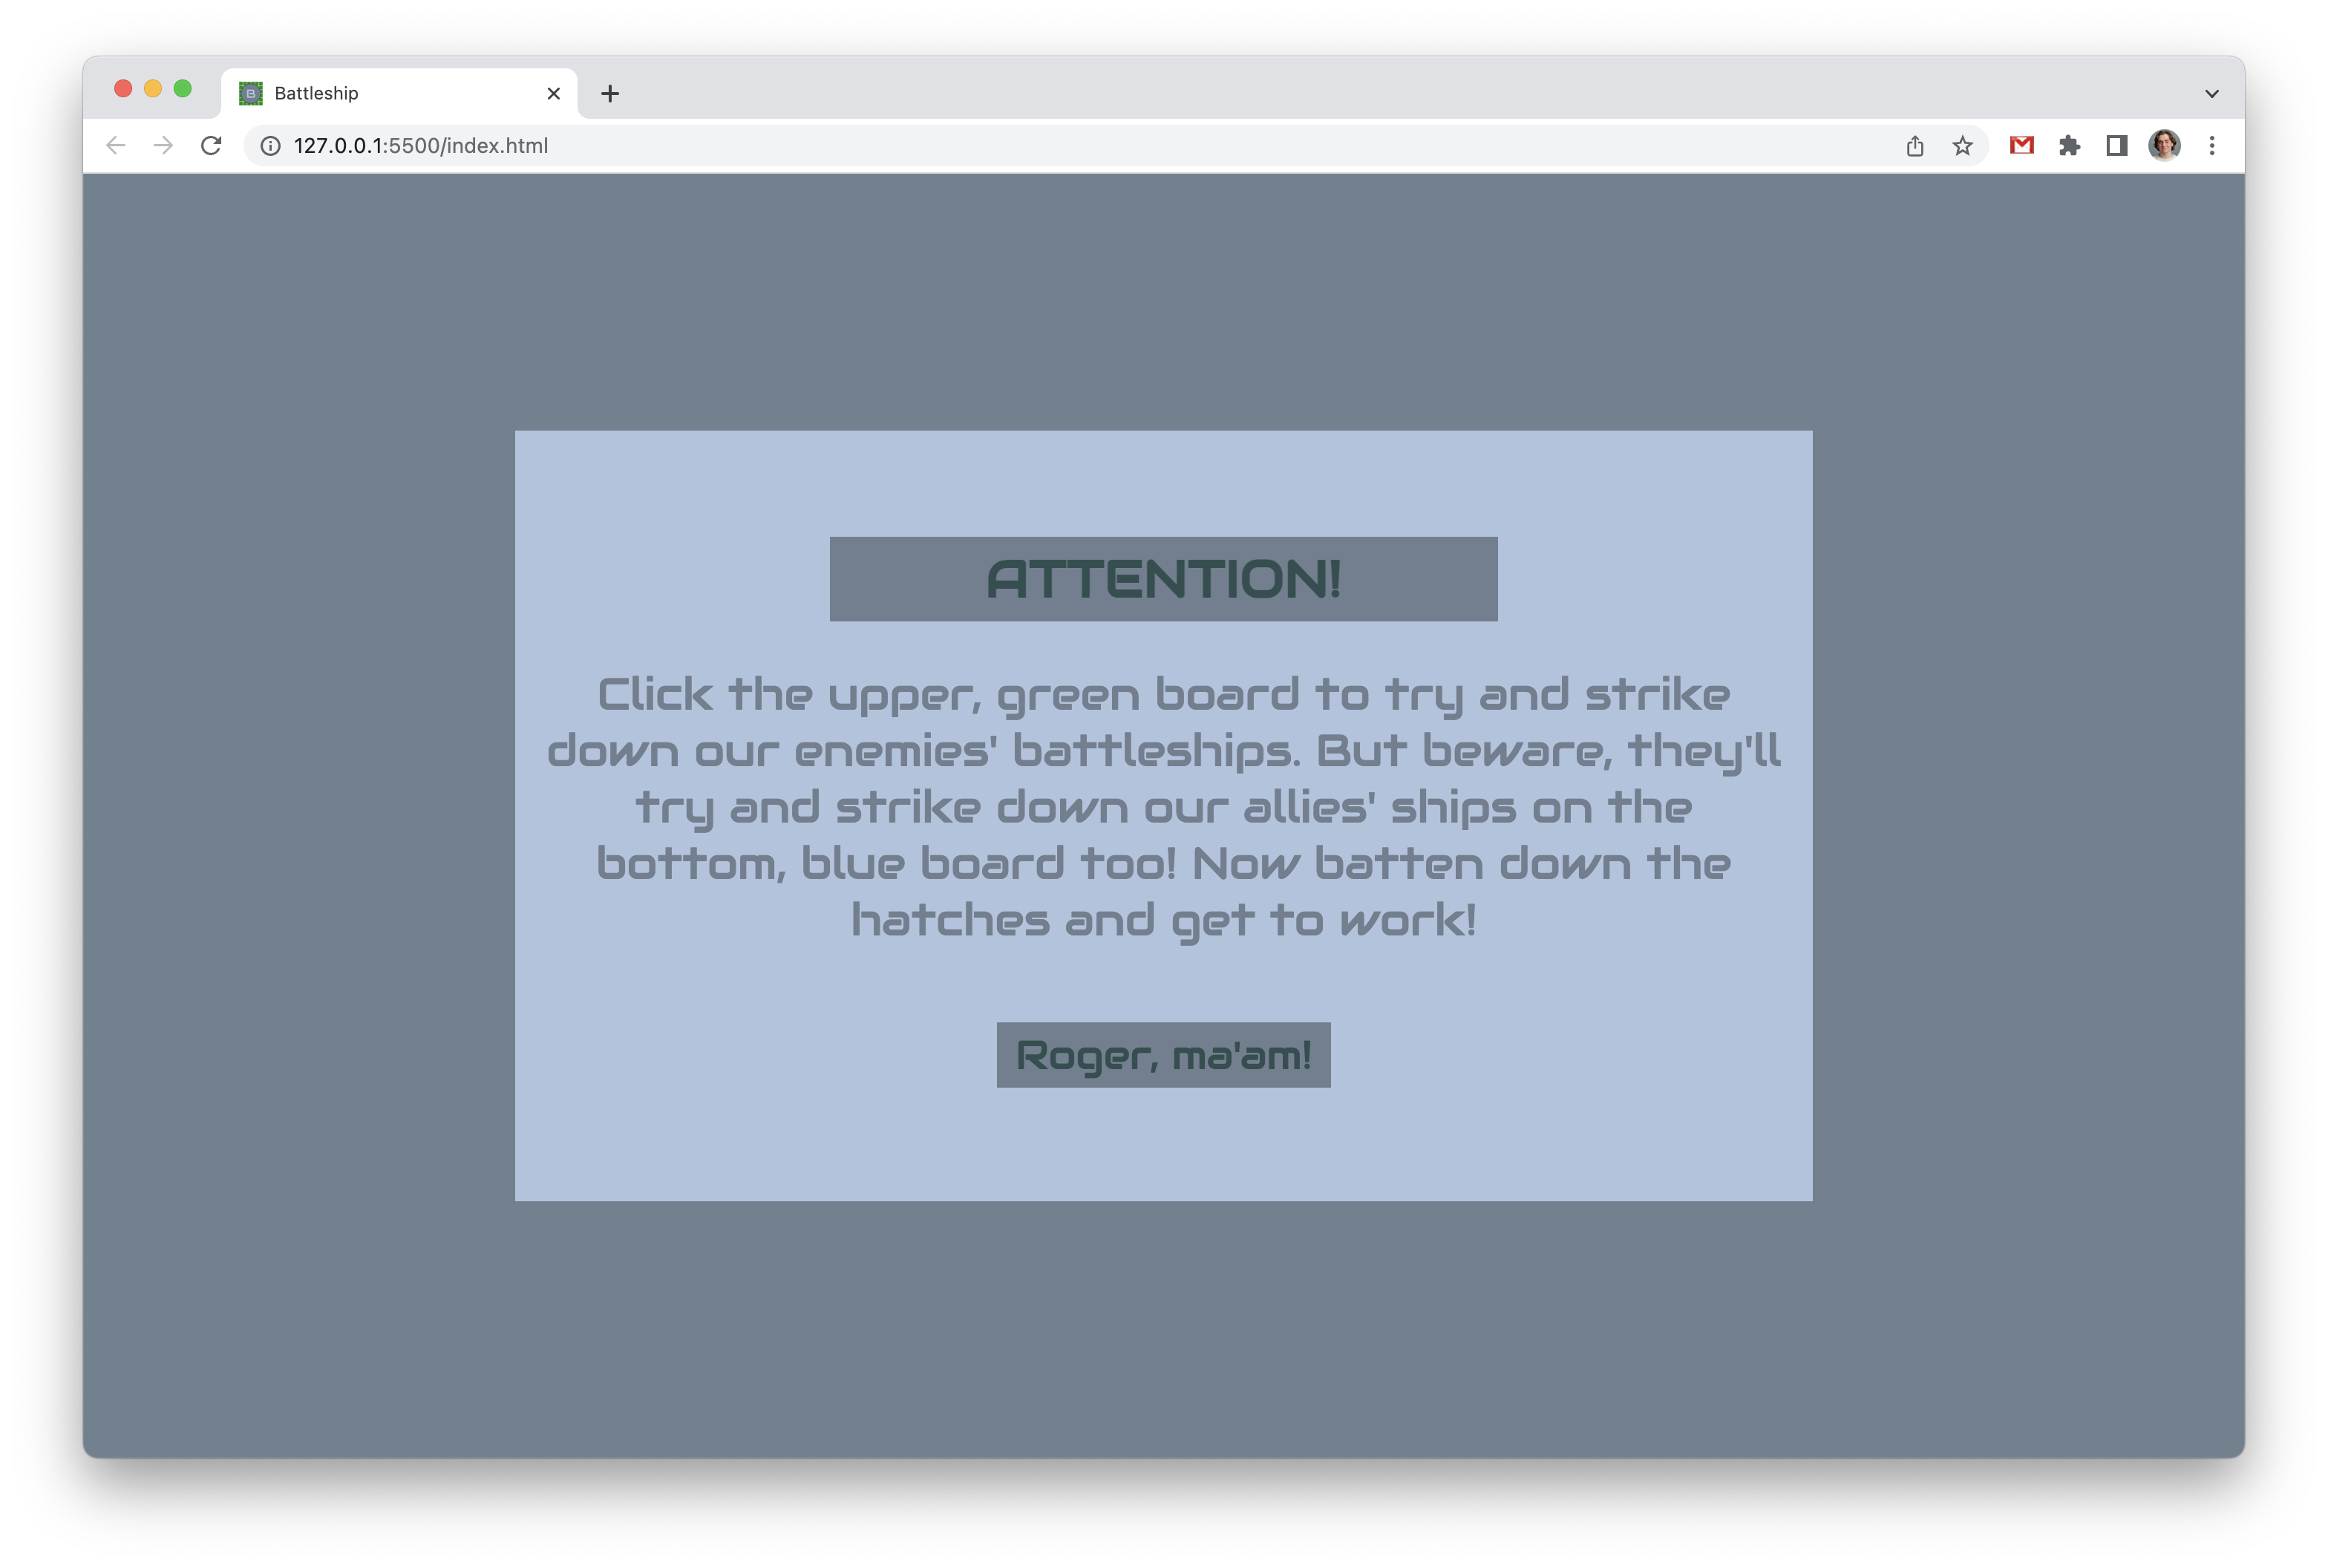 Battleship
127.0.0.1:5500/index.html
ATTENTION!
Click the upper, green board to try and strike
down our enemies' battleships. But beware, they'll
try and strike down our allies' ships on the
bottom, blue board too! Now batten down the
hatches and get to work!
Roger, ma'am!